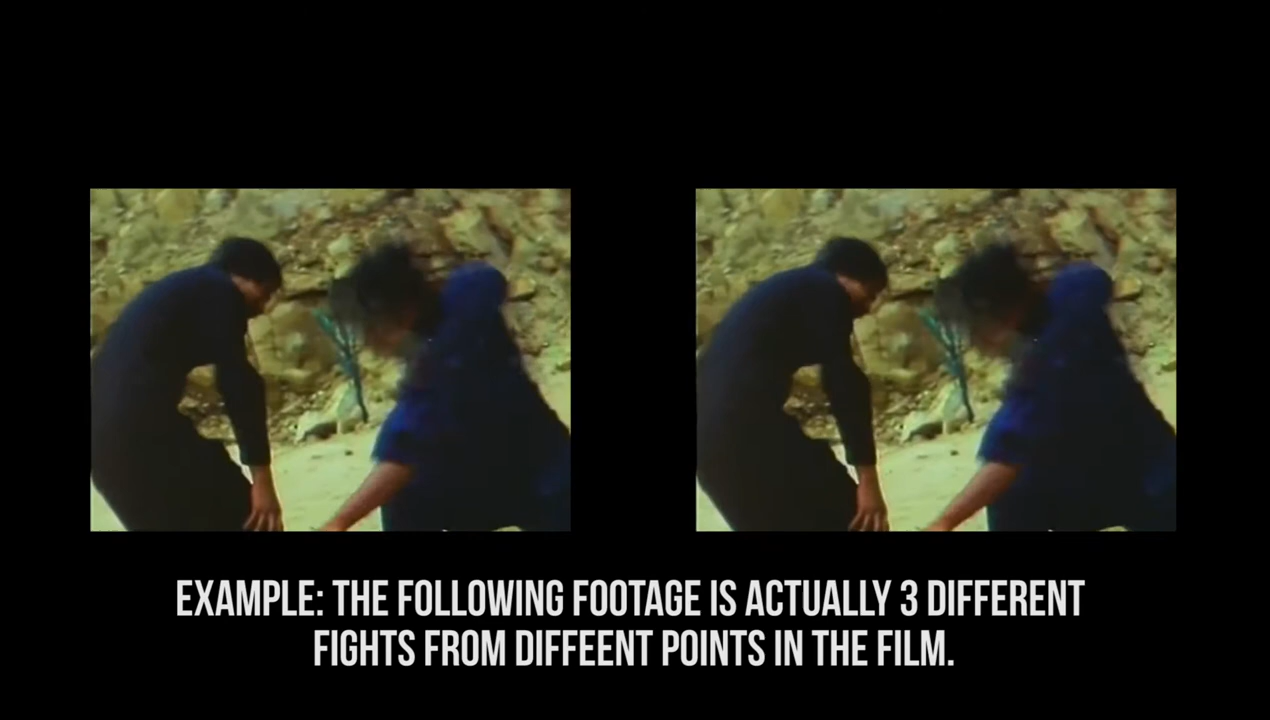 EXAMPLE: THE FOLLOWING FOOTAGE IS ACTUALLY 3 DIFFERENT
FIGHTS FROM DIFFEENT POINTS IN THE FILM.